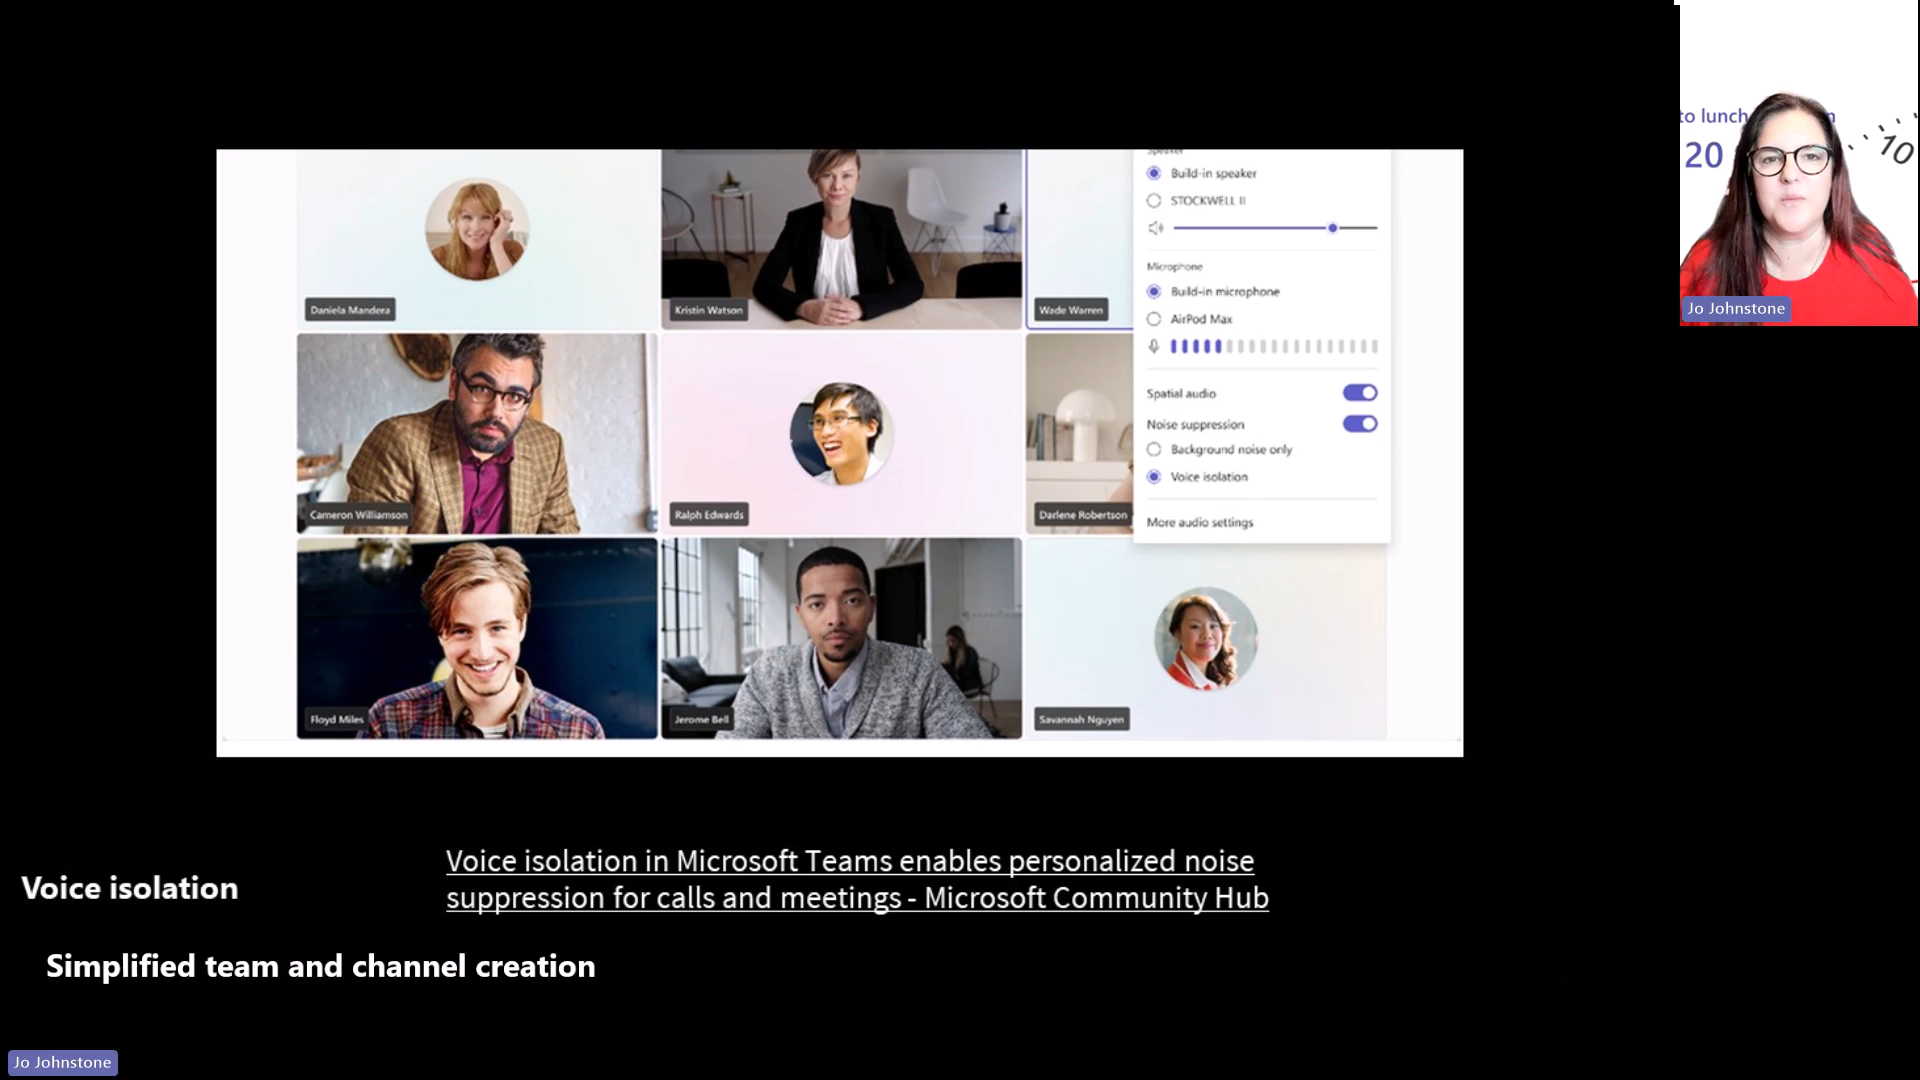 Speaker
Build-in speaker
STOCKWELL II
Microphone
Build-in microphone
AirPod Max
Spatial audio
Noise suppression
Background noise only
Voice isolation
More audio settings
Daniela Mandera
Kristin Watson
Wade Warren
Cameron Williamson
Ralph Edwards
Darlene Robertson
Floyd Miles
Jerome Bell
Savannah Nguyen
to lunch
20
10
Jo Johnstone
Voice isolation
Voice isolation in Microsoft Teams enables personalized noise
suppression for calls and meetings - Microsoft Community Hub
Simplified team and channel creation
Jo Johnstone